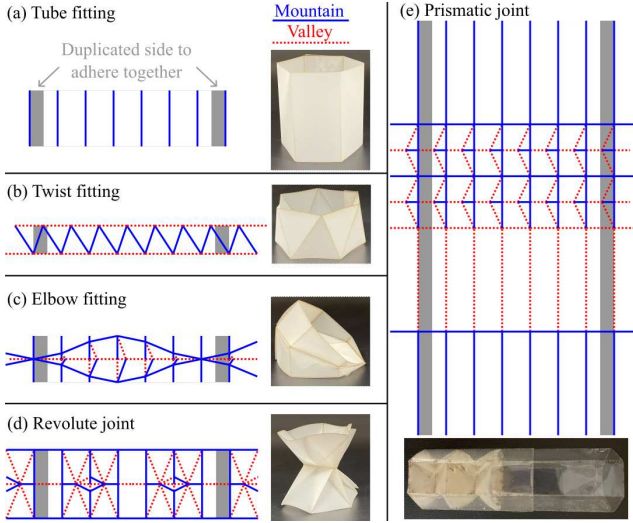 (a) Tube fitting
Duplicated side to
adhere together
Mountain
Valley
(b) Twist fitting
(c) Elbow fitting
(d) Revolute joint
(e) Prismatic joint